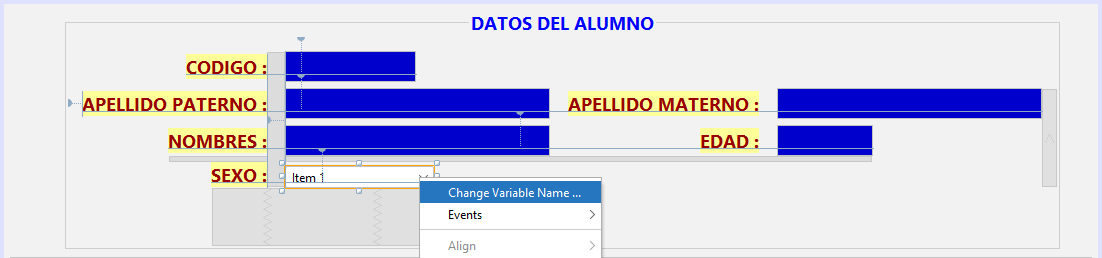 DATOS DEL ALUMNO
CODIGO :
APELLIDO PATERNO : APELLIDO MATERNO :
NOMBRES : EDAD :
SEXO : Item 1
Change Variable Name ...
Events
Align